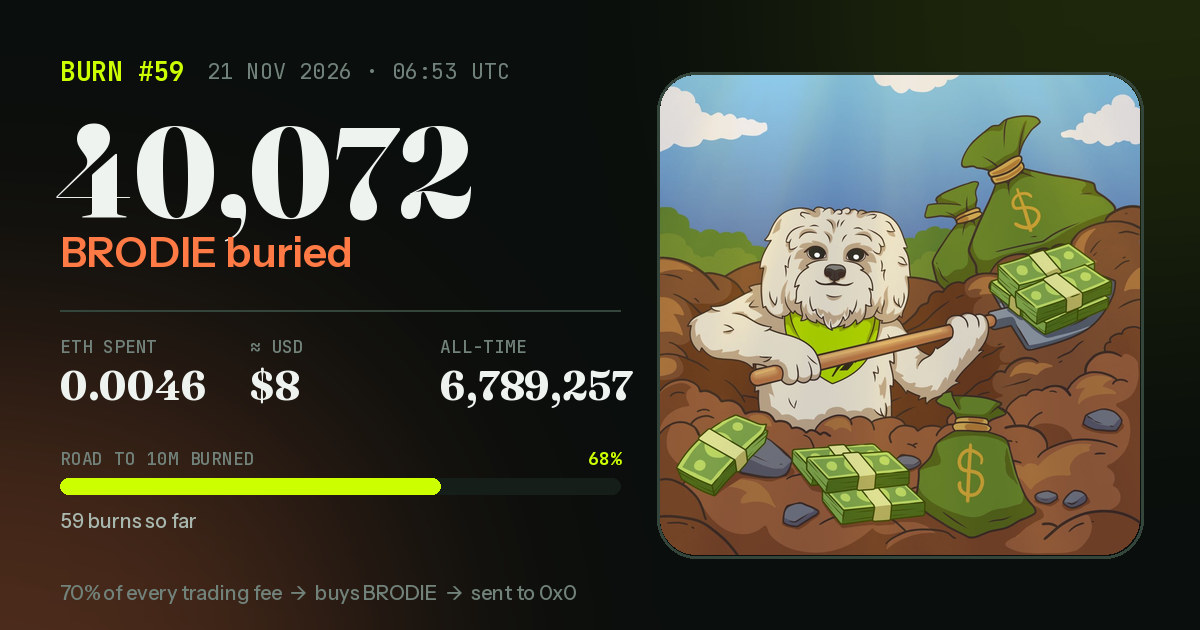 BURN #59 21 NOV 2026 · 06:53 UTC
40,072
BRODIE buried
ETH SPENT ≈ USD ALL-TIME
0.0046 $8 6,789,257
ROAD TO 10M BURNED 68%
59 burns so far
70% of every trading fee → buys BRODIE → sent to 0x0
$
$